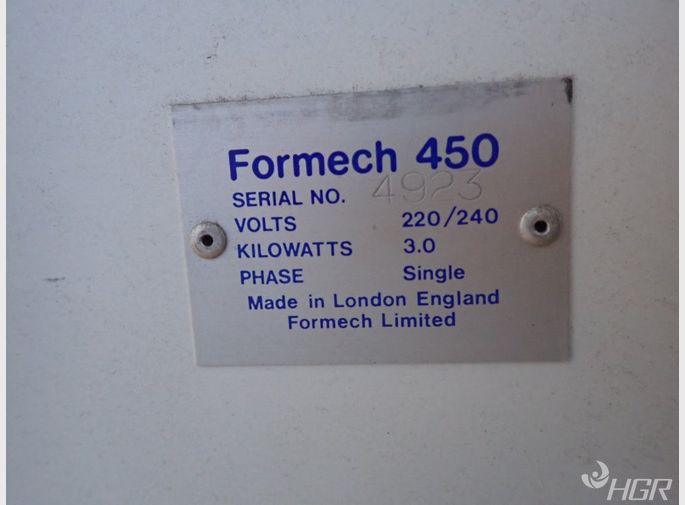 Formech 450
SERIAL NO. 4923
VOLTS 220/240
KILOWATTS 3.0
PHASE Single
Made in London England
Formech Limited
HGR